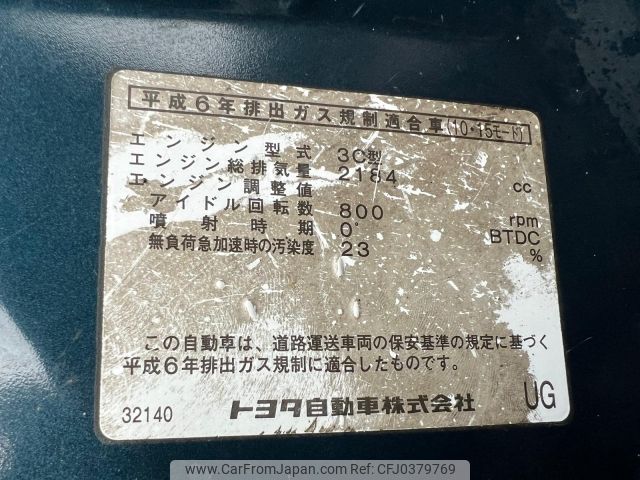 平成6年排出ガス規制適合車(10・15モード)
エンジン型式 3C型
エンジン総排気量 2184 cc
エンジン調整値
アイドル回転数 800 rpm
噴射時期 0° BTDC
無負荷急加速時の汚染度 23 %
この自動車は、道路運送車両の保安基準の規定に基づく
平成6年排出ガス規制に適合したものです。
32140 トヨタ自動車株式会社 UG
www.CarFromJapan.com | Ref No.CFJ0379769